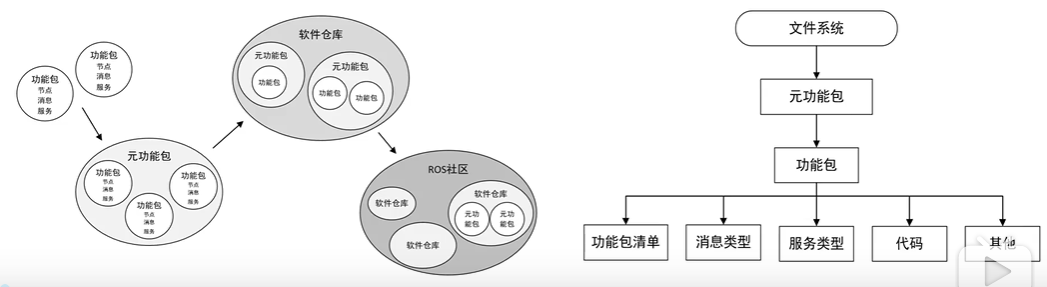 功能包
节点
消息
服务
功能包
节点
消息
服务
元功能包
功能包
节点
消息
服务
功能包
节点
消息
服务
功能包
节点
消息
服务
软件仓库
元功能包
功能包
元功能包
功能包
功能包
ROS社区
软件仓库
软件仓库
元功
能包
元功
能包
软件仓库
文件系统
元功能包
功能包
功能包清单
消息类型
服务类型
代码
其他